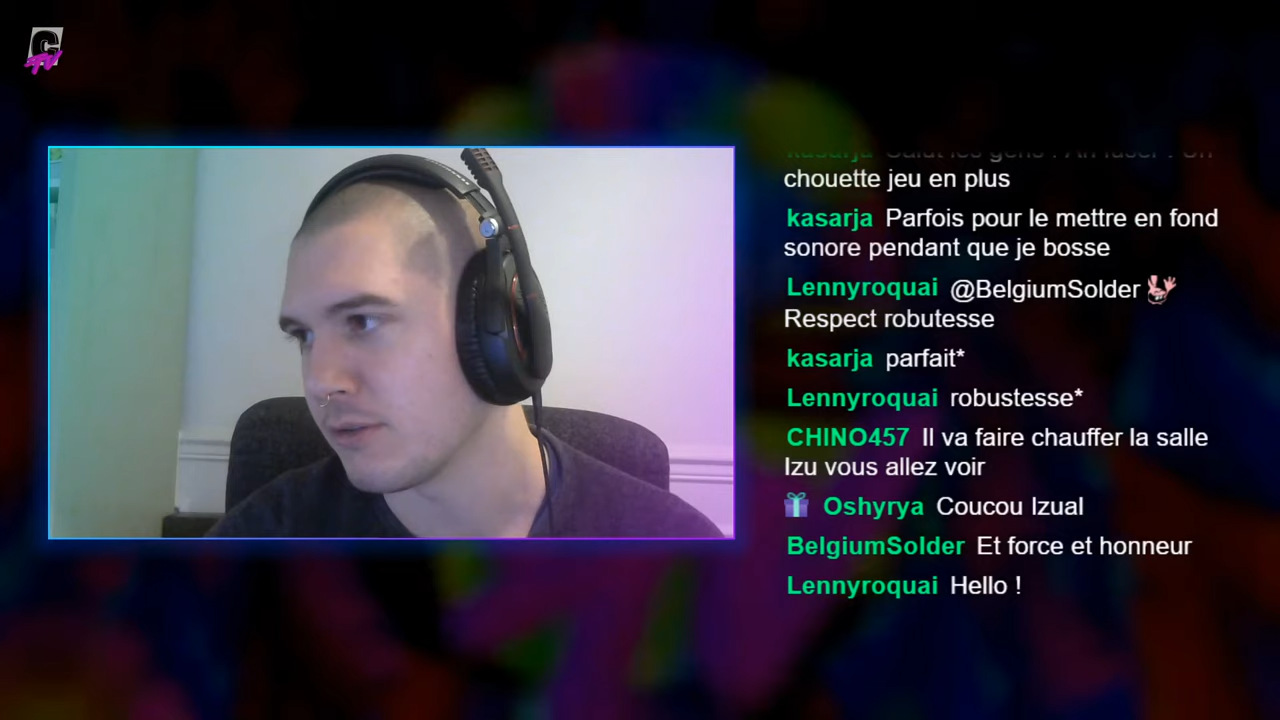 C
TV
chouette jeu en plus
kasarja Parfois pour le mettre en fond
sonore pendant que je bosse
Lennyroquai @BelgiumSolder
Respect robutesse
kasarja parfait*
Lennyroquai robustesse*
CHINO457 Il va faire chauffer la salle
Izu vous allez voir
Oshyrya Coucou Izual
BelgiumSolder Et force et honneur
Lennyroquai Hello !